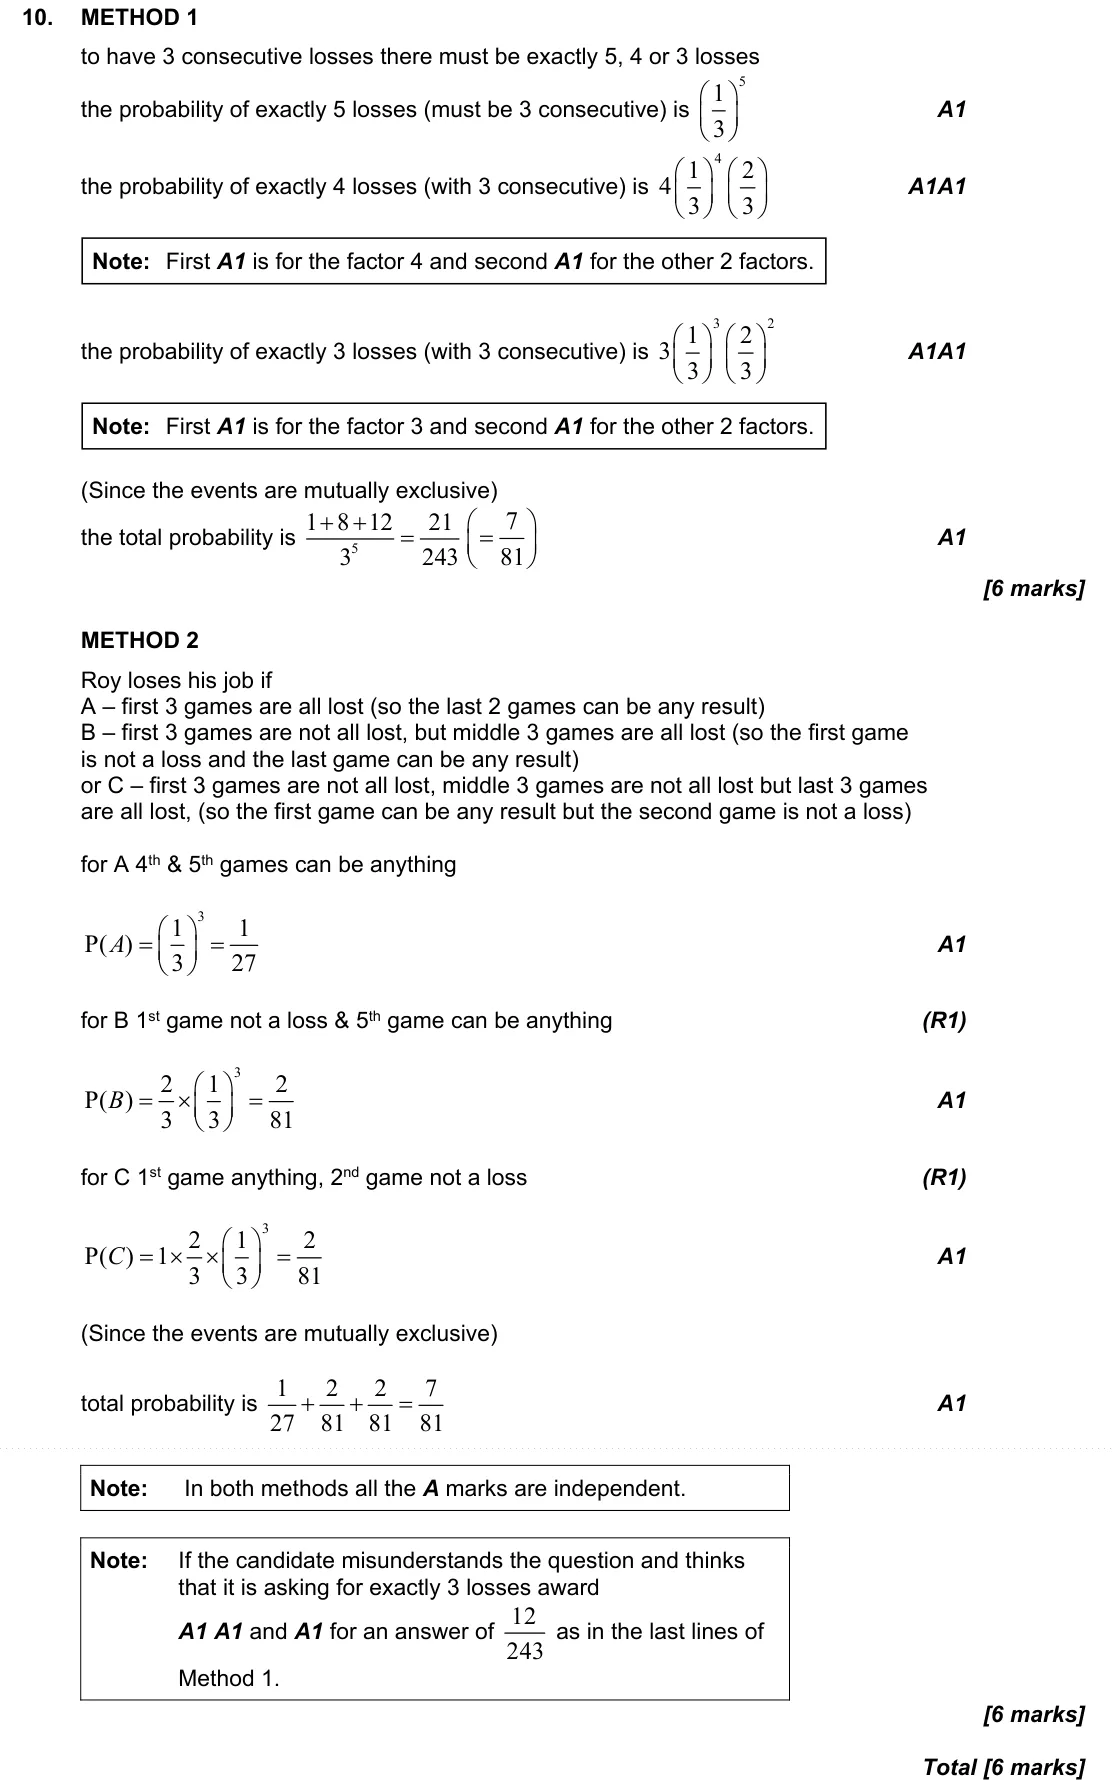 10. METHOD 1
to have 3 consecutive losses there must be exactly 5, 4 or 3 losses
the probability of exactly 5 losses (must be 3 consecutive) is (1/3)^5 A1
the probability of exactly 4 losses (with 3 consecutive) is 4(1/3)^4 (2/3) A1A1
Note: First A1 is for the factor 4 and second A1 for the other 2 factors.
the probability of exactly 3 losses (with 3 consecutive) is 3(1/3)^3 (2/3)^2 A1A1
Note: First A1 is for the factor 3 and second A1 for the other 2 factors.
(Since the events are mutually exclusive)
the total probability is (1+8+12)/3^5 = 21/243 (= 7/81) A1
[6 marks]
METHOD 2
Roy loses his job if
A – first 3 games are all lost (so the last 2 games can be any result)
B – first 3 games are not all lost, but middle 3 games are all lost (so the first game
is not a loss and the last game can be any result)
or C – first 3 games are not all lost, middle 3 games are not all lost but last 3 games
are all lost, (so the first game can be any result but the second game is not a loss)
for A 4th & 5th games can be anything
P(A) = (1/3)^3 = 1/27 A1
for B 1st game not a loss & 5th game can be anything (R1)
P(B) = 2/3 × (1/3)^3 = 2/81 A1
for C 1st game anything, 2nd game not a loss (R1)
P(C) = 1 × 2/3 × (1/3)^3 = 2/81 A1
(Since the events are mutually exclusive)
total probability is 1/27 + 2/81 + 2/81 = 7/81 A1
Note: In both methods all the A marks are independent.
Note: If the candidate misunderstands the question and thinks
that it is asking for exactly 3 losses award
A1 A1 and A1 for an answer of 12/243 as in the last lines of
Method 1.
[6 marks]
Total [6 marks]